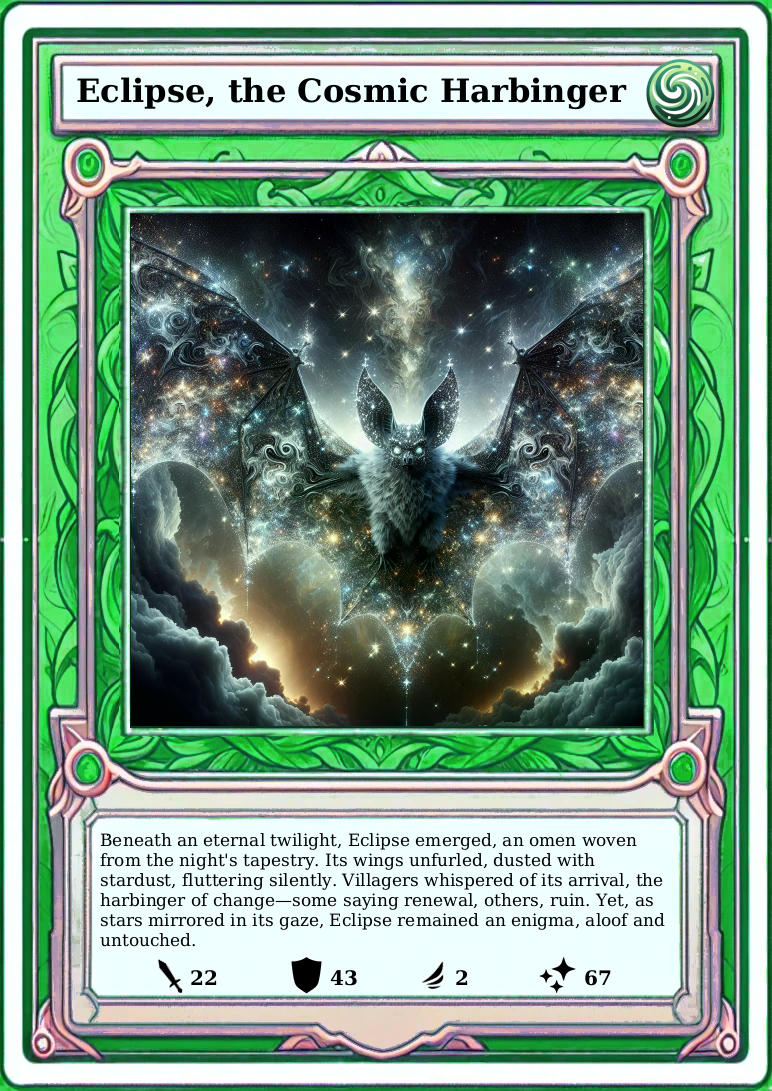 Eclipse, the Cosmic Harbinger
Beneath an eternal twilight, Eclipse emerged, an omen woven
from the night's tapestry. Its wings unfurled, dusted with
stardust, fluttering silently. Villagers whispered of its arrival, the
harbinger of change—some saying renewal, others, ruin. Yet, as
stars mirrored in its gaze, Eclipse remained an enigma, aloof and
untouched.
22 43 2 67